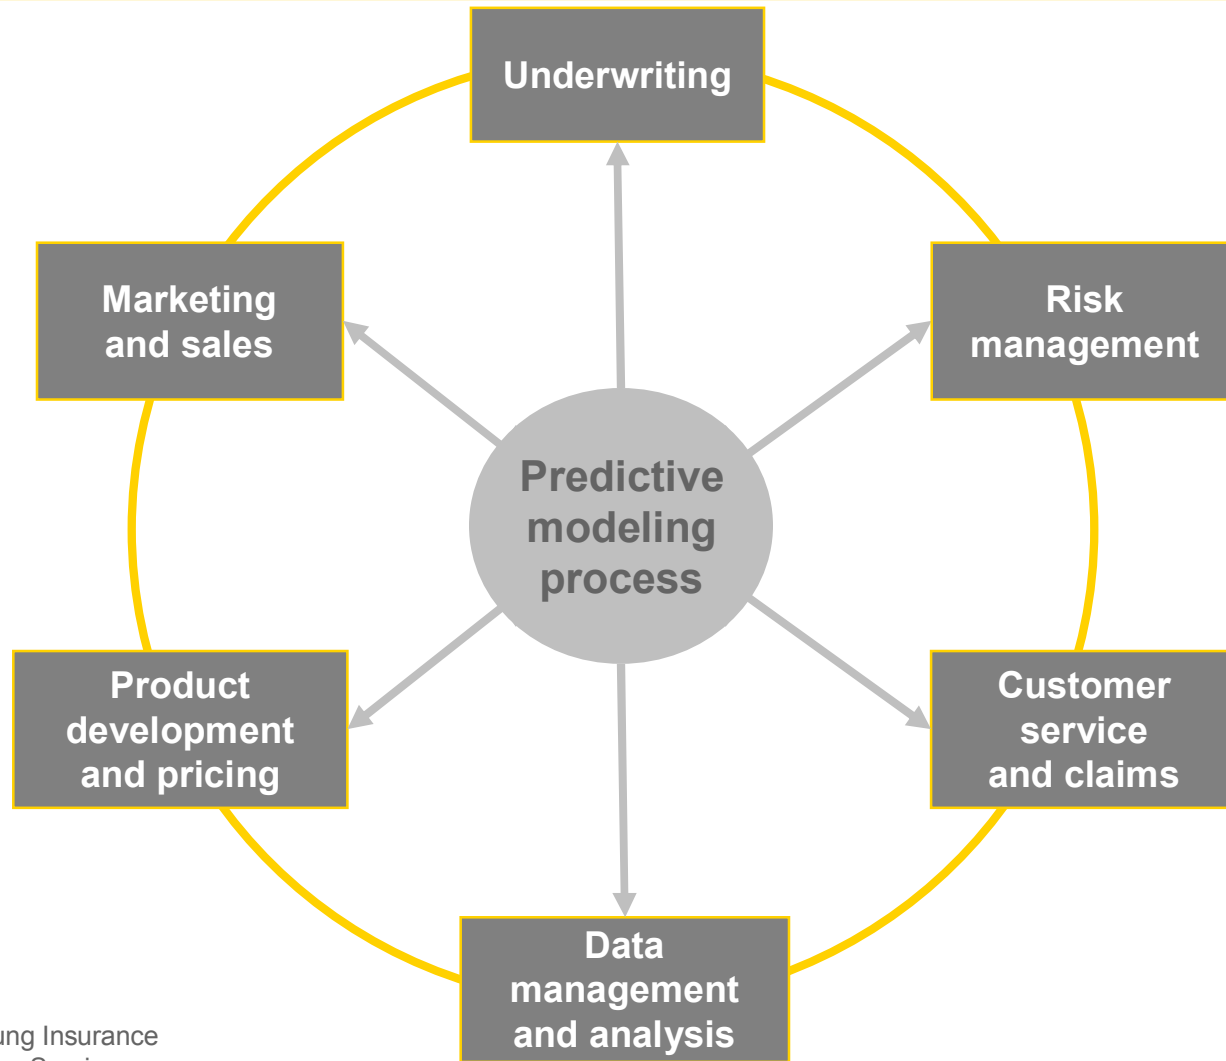 Underwriting
Marketing
and sales
Risk
management
Predictive
modeling
process
Product
development
and pricing
Customer
service
and claims
Data
management
and analysis
Insurance